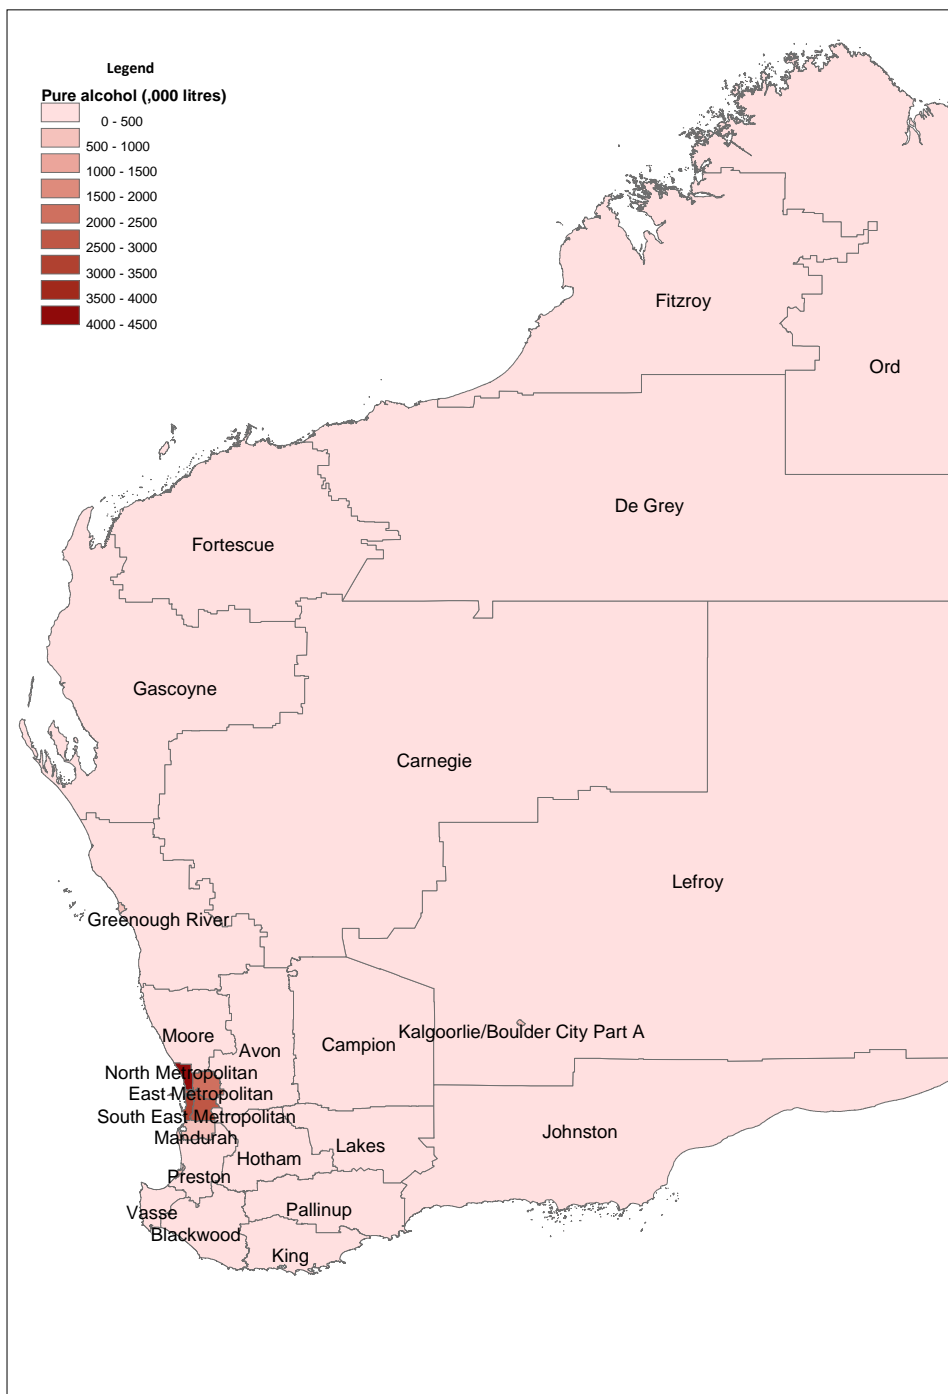 Legend
Pure alcohol (,000 litres)
0 - 500
500 - 1000
1000 - 1500
1500 - 2000
2000 - 2500
2500 - 3000
3000 - 3500
3500 - 4000
4000 - 4500
Fitzroy
Ord
De Grey
Fortescue
Gascoyne
Carnegie
Lefroy
Greenough River
Kalgoorlie/Boulder City Part A
Moore
Avon
Campion
North Metropolitan
East Metropolitan
South East Metropolitan
Johnston
Mandurah
Lakes
Hotham
Preston
Vasse
Pallinup
Blackwood
King